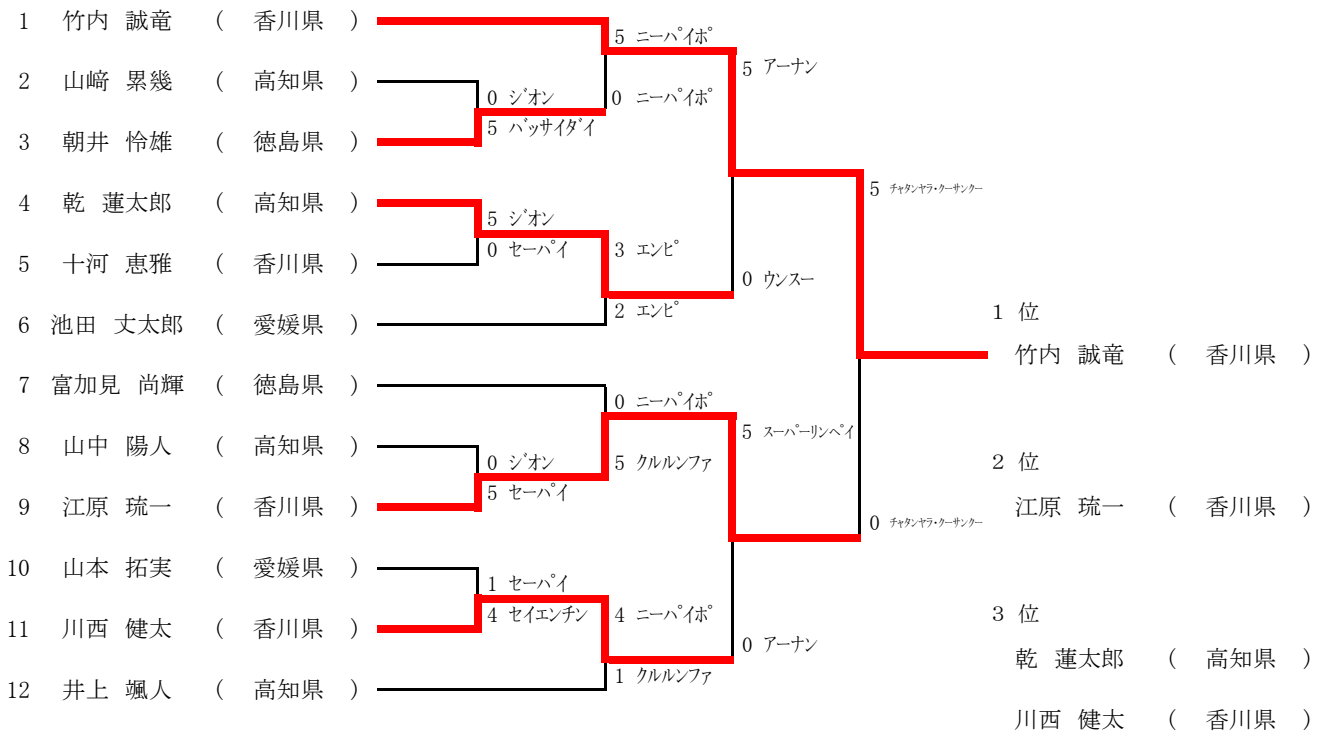 1 竹内 誠竜 ( 香川県 )
5 ニーパイポ
5 アーナン
2 山﨑 累幾 ( 高知県 )
0 ジオン
0 ニーパイポ
5 バッサイダイ
3 朝井 怜雄 ( 徳島県 )
5 チャタンヤラ・クーサンクー
4 乾 蓮太郎 ( 高知県 )
5 ジオン
0 セーパイ
3 エンピ
5 十河 恵雅 ( 香川県 )
0 ウンスー
2 エンピ
6 池田 丈太郎 ( 愛媛県 )
1 位
竹内 誠竜 ( 香川県 )
7 富加見 尚輝 ( 徳島県 )
0 ニーパイポ
5 スーパーリンペイ
8 山中 陽人 ( 高知県 )
0 ジオン
5 クルルンファ
5 セーパイ
2 位
9 江原 琉一 ( 香川県 )
江原 琉一 ( 香川県 )
0 チャタンヤラ・クーサンクー
10 山本 拓実 ( 愛媛県 )
1 セーパイ
4 セイエンチン
4 ニーパイポ
3 位
11 川西 健太 ( 香川県 )
0 アーナン
乾 蓮太郎 ( 高知県 )
1 クルルンファ
12 井上 颯人 ( 高知県 )
川西 健太 ( 香川県 )